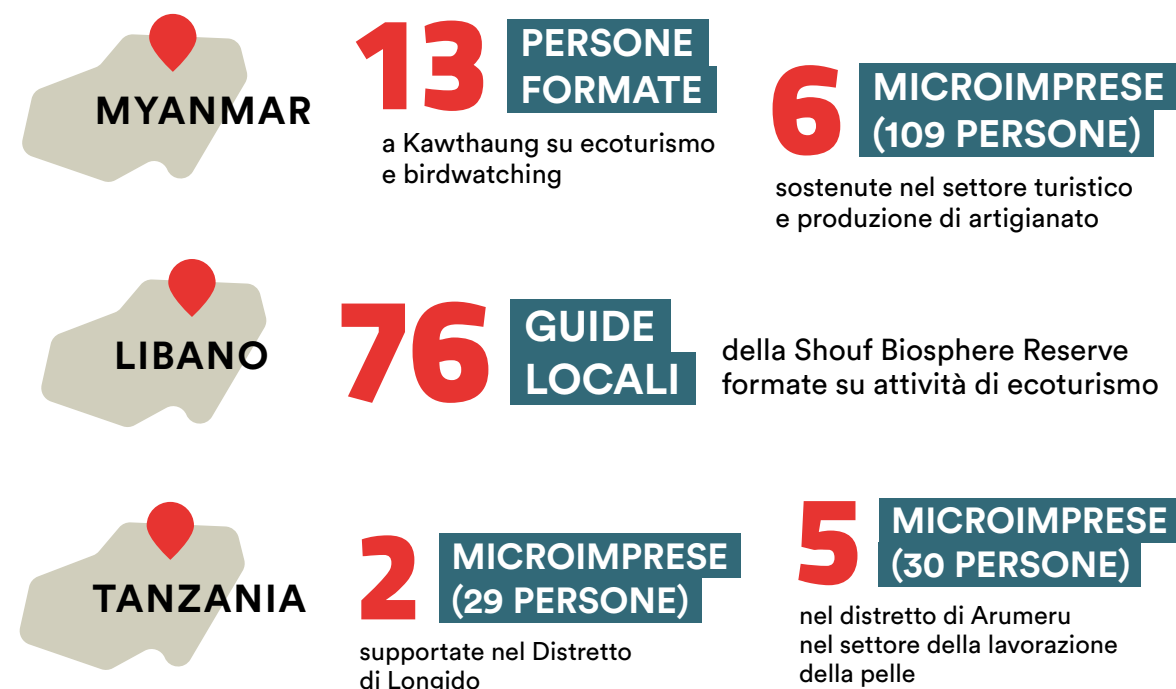 MYANMAR
13
PERSONE
FORMATE
a Kawthaung su ecoturismo
e birdwatching
6
MICROIMPRESE
(109 PERSONE)
sostenute nel settore turistico
e produzione di artigianato
LIBANO
76
GUIDE
LOCALI
della Shouf Biosphere Reserve
formate su attività di ecoturismo
TANZANIA
2
MICROIMPRESE
(29 PERSONE)
supportate nel Distretto
di Longido
5
MICROIMPRESE
(30 PERSONE)
nel distretto di Arumeru
nel settore della lavorazione
della pelle